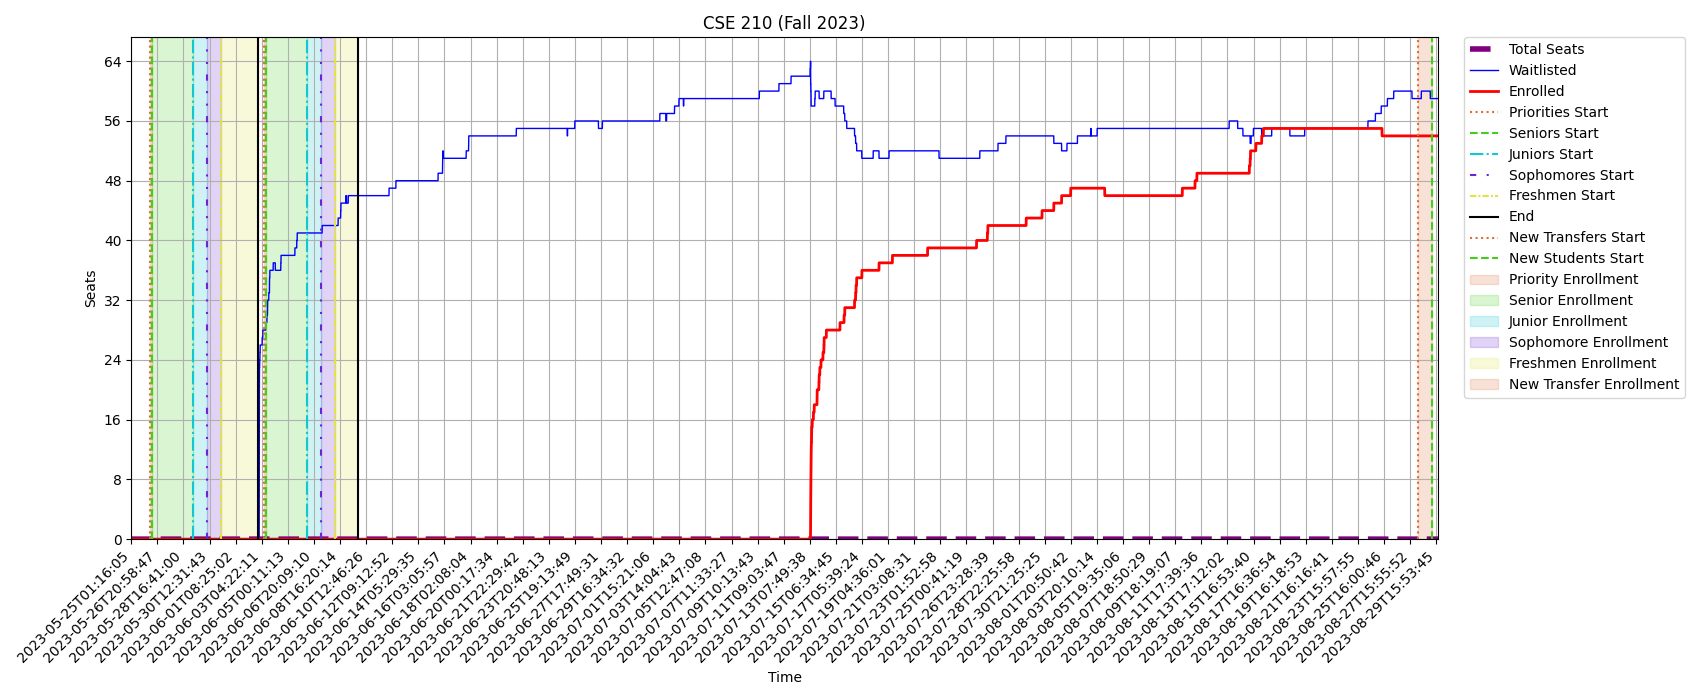 CSE 210 (Fall 2023)
Seats
64
56
48
40
32
24
16
8
0
2023-05-25T01:16:05
2023-05-26T20:58:47
2023-05-28T16:41:00
2023-05-30T12:31:43
2023-06-01T08:25:02
2023-06-03T04:22:11
2023-06-05T00:11:13
2023-06-06T20:09:10
2023-06-08T16:20:14
2023-06-10T12:46:26
2023-06-12T09:12:52
2023-06-14T05:29:35
2023-06-16T03:05:57
2023-06-18T02:08:04
2023-06-20T00:17:34
2023-06-21T22:29:42
2023-06-23T20:48:13
2023-06-25T19:13:49
2023-06-27T17:49:31
2023-06-29T16:34:32
2023-07-01T15:21:06
2023-07-03T14:04:43
2023-07-05T12:47:08
2023-07-07T11:33:27
2023-07-09T10:13:43
2023-07-11T09:03:47
2023-07-13T07:49:38
2023-07-15T06:34:45
2023-07-17T05:39:24
2023-07-19T04:36:01
2023-07-21T03:08:31
2023-07-23T01:52:58
2023-07-25T00:41:19
2023-07-26T23:28:39
2023-07-28T22:25:58
2023-07-30T21:25:25
2023-08-01T20:50:42
2023-08-03T20:10:14
2023-08-05T19:35:06
2023-08-07T18:50:29
2023-08-09T18:19:07
2023-08-11T17:39:36
2023-08-13T17:12:02
2023-08-15T16:53:40
2023-08-17T16:36:54
2023-08-19T16:18:53
2023-08-21T16:16:41
2023-08-23T15:57:55
2023-08-25T16:00:46
2023-08-27T15:55:52
2023-08-29T15:53:45
Time
Total Seats
Waitlisted
Enrolled
Priorities Start
Seniors Start
Juniors Start
Sophomores Start
Freshmen Start
End
New Transfers Start
New Students Start
Priority Enrollment
Senior Enrollment
Junior Enrollment
Sophomore Enrollment
Freshmen Enrollment
New Transfer Enrollment